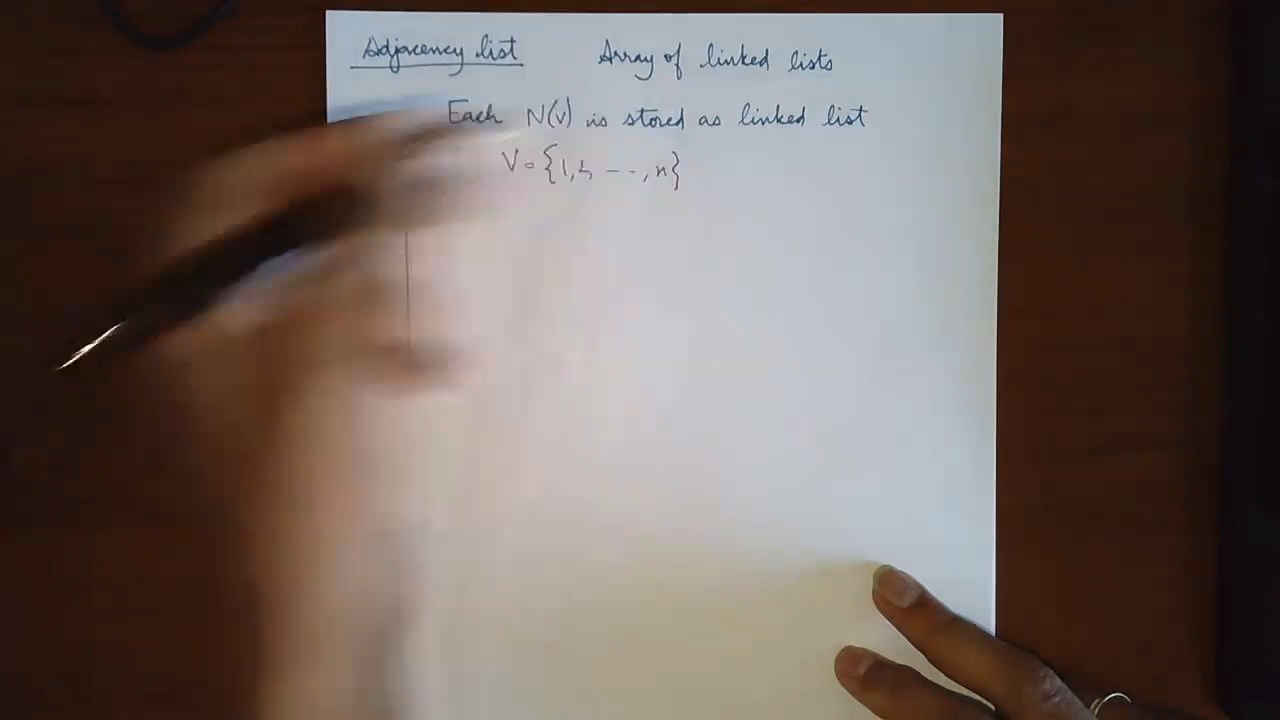 Adjacency list Array of linked lists
Each N(v) is stored as linked list
V = {1, 2, --, n}